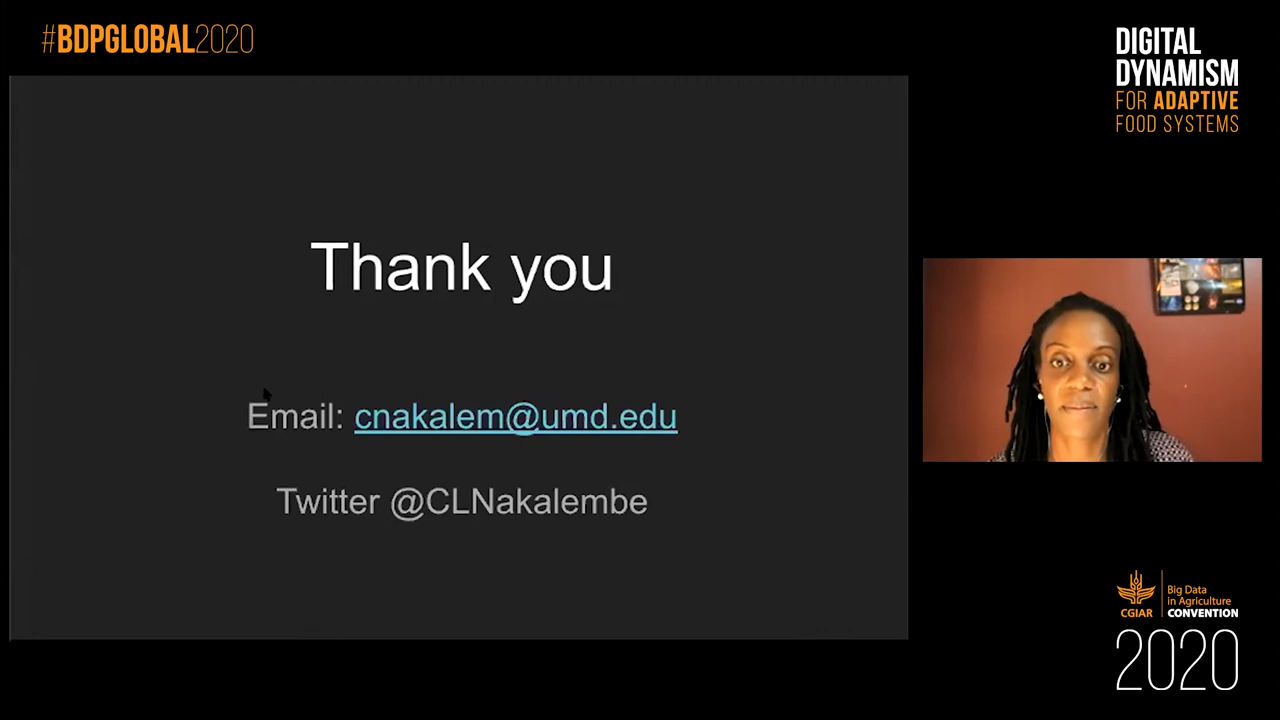 #BDPGLOBAL2020
DIGITAL
DYNAMISM
FOR ADAPTIVE
FOOD SYSTEMS
Thank you
Email: cnakalem@umd.edu
Twitter @CLNakalembe
CGIAR
Big Data
in Agriculture
CONVENTION
2020